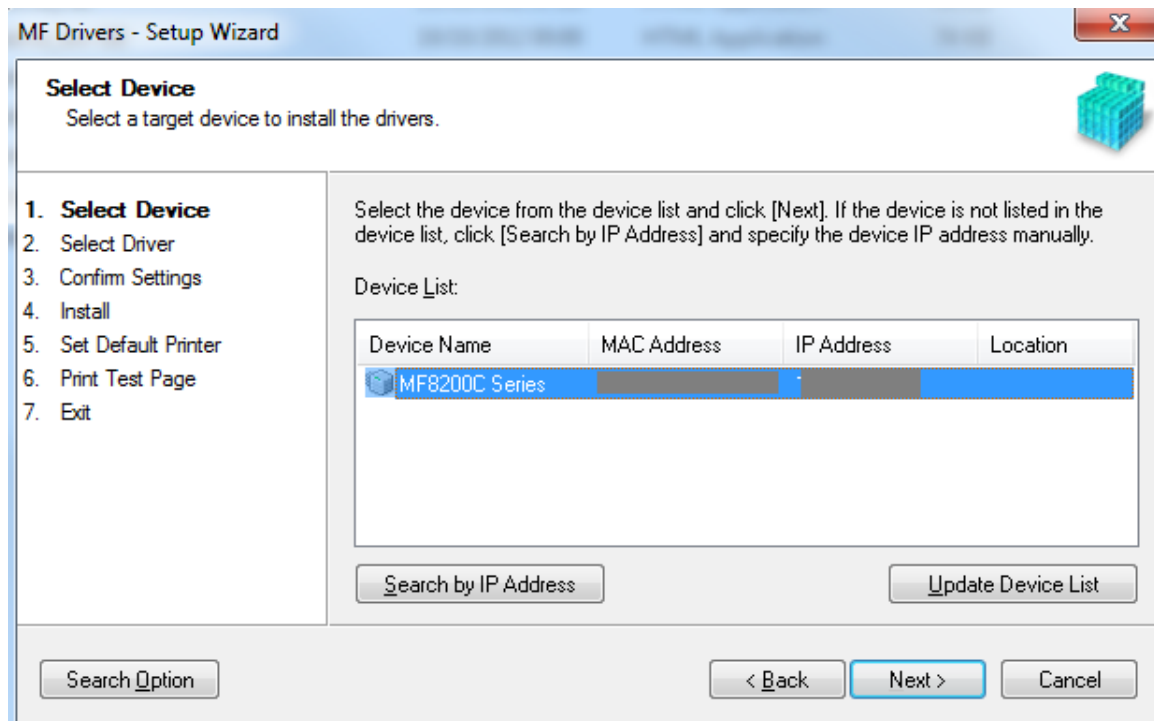 MF Drivers - Setup Wizard
Select Device
Select a target device to install the drivers.
1. Select Device
2. Select Driver
3. Confirm Settings
4. Install
5. Set Default Printer
6. Print Test Page
7. Exit
Select the device from the device list and click [Next]. If the device is not listed in the
device list, click [Search by IP Address] and specify the device IP address manually.
Device List:
Device Name MAC Address IP Address Location
MF8200C Series
Search by IP Address Update Device List
Search Option < Back Next > Cancel